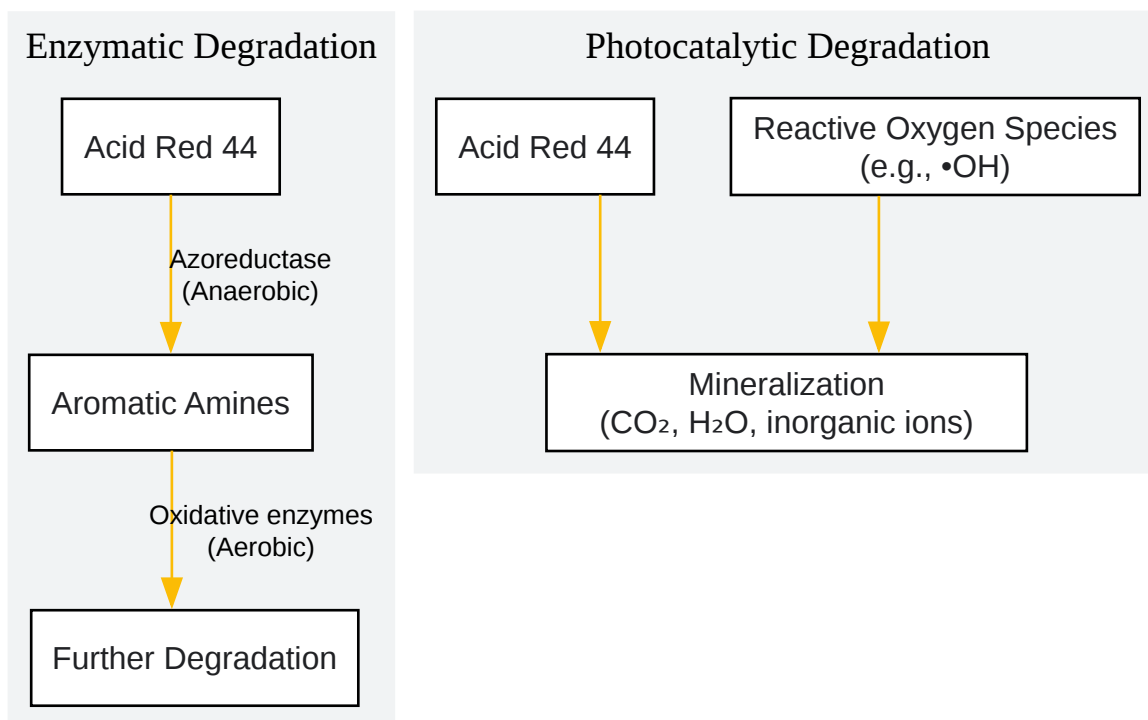 Enzymatic Degradation
Acid Red 44
Azoreductase
(Anaerobic)
Aromatic Amines
Oxidative enzymes
(Aerobic)
Further Degradation
Photocatalytic Degradation
Acid Red 44
Reactive Oxygen Species
(e.g., •OH)
Mineralization
(CO₂, H₂O, inorganic ions)